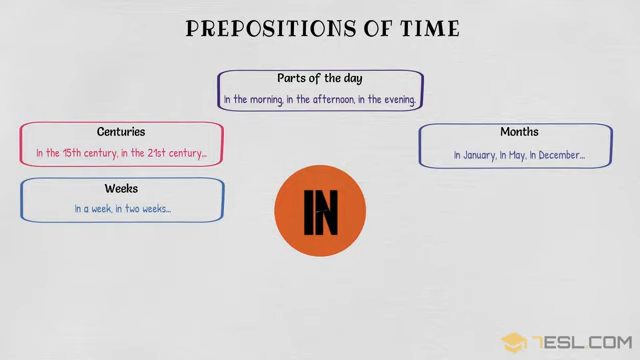 PREPOSITIONS OF TIME
Parts of the day
In the morning, in the afternoon, in the evening.
Centuries
In the 15th century, in the 21st century...
Months
In January, In May, In December...
Weeks
In a week, in two weeks...
IN
7ESL.COM